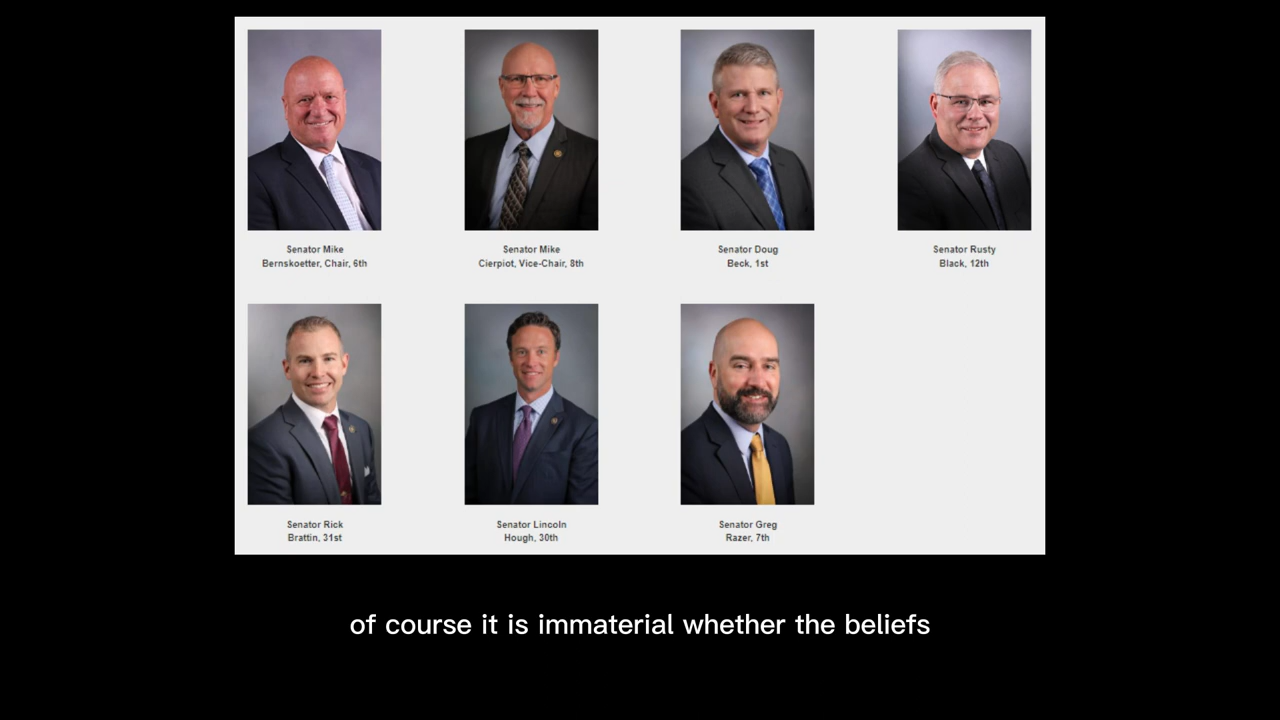 Senator Mike
Bernskoetter, Chair, 6th
Senator Mike
Cierpiot, Vice-Chair, 8th
Senator Doug
Beck, 1st
Senator Rusty
Black, 12th
Senator Rick
Brattin, 31st
Senator Lincoln
Hough, 30th
Senator Greg
Razer, 7th
of course it is immaterial whether the beliefs